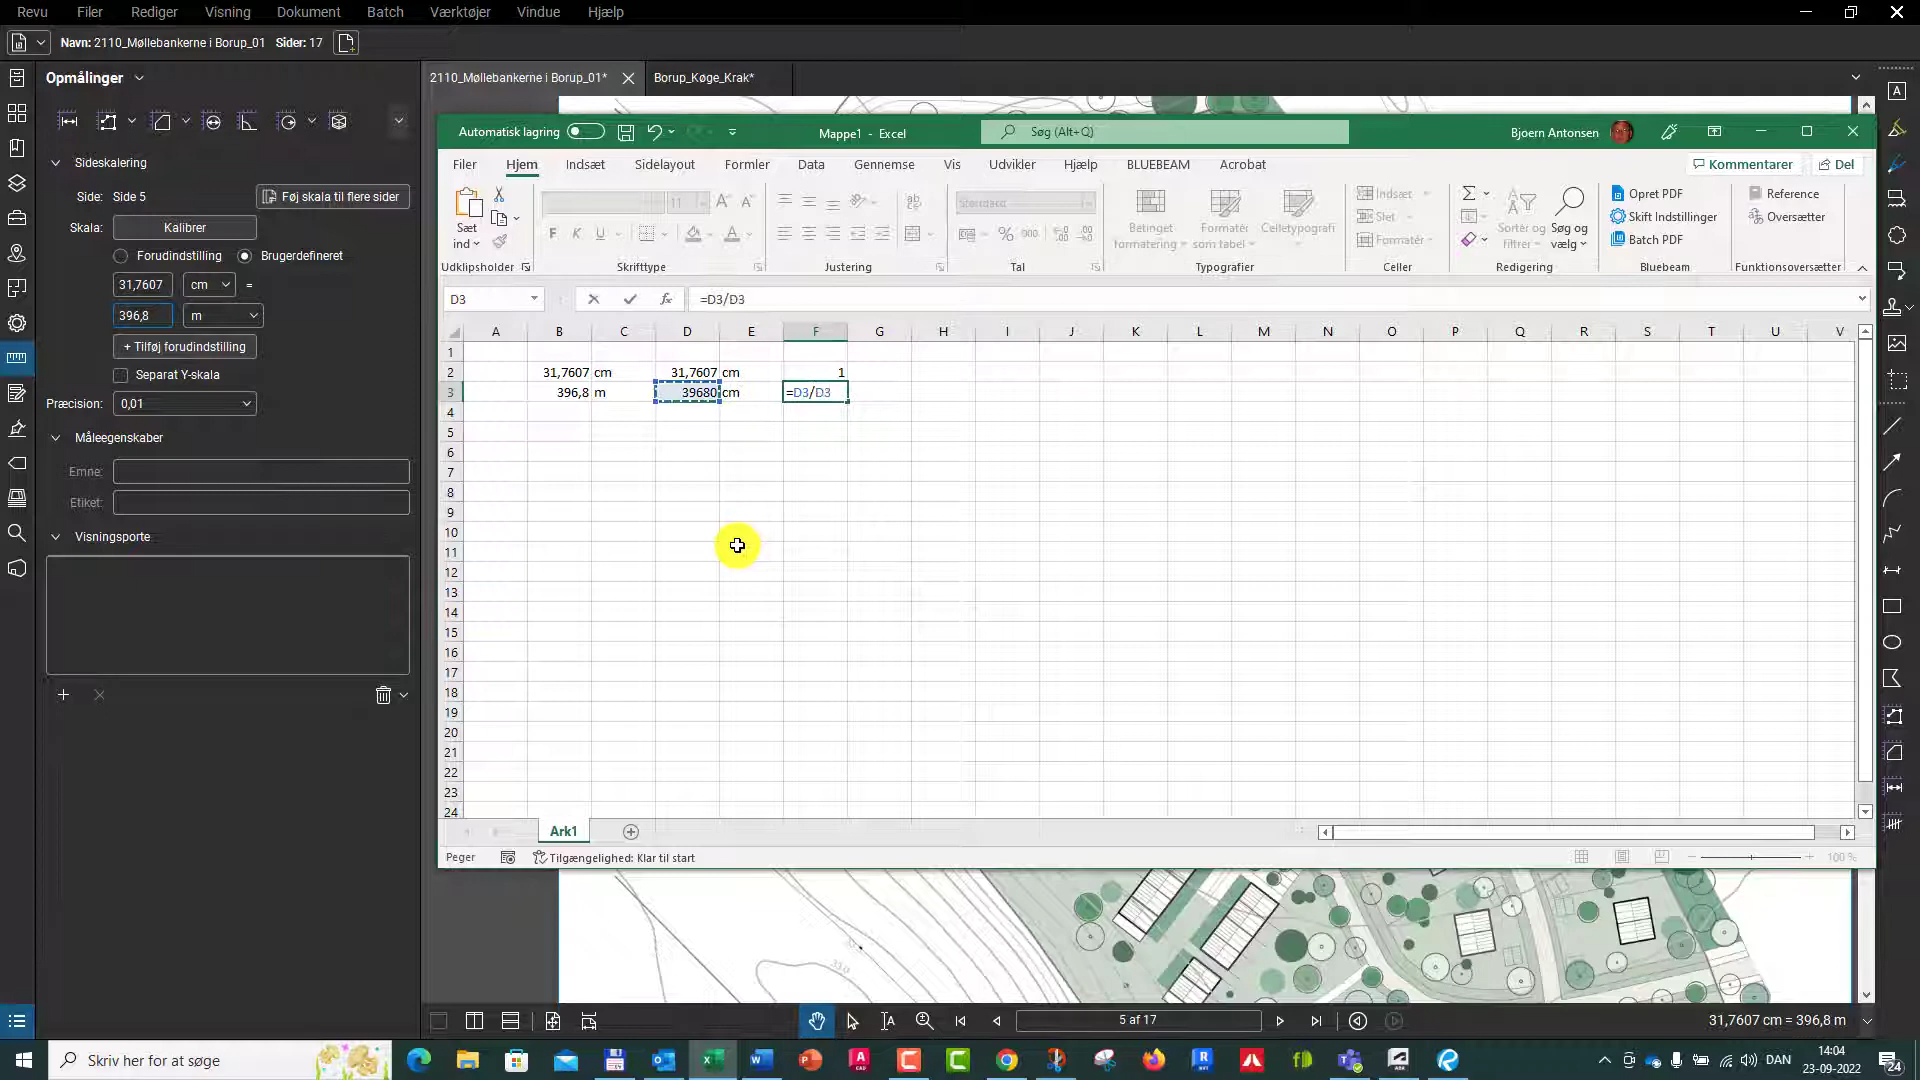 Revu Filer Rediger Visning Dokument Batch Værktøjer Vindue Hjælp
Navn: 2110_Møllebankerne i Borup_01 Sider: 17
Opmålinger
2110_Møllebankerne i Borup_01* Borup_Køge_Krak*
Sideskalering
Side: Side 5 Føj skala til flere sider
Skala: Kalibrer
Forudindstilling Brugerdefineret
31,7607 cm =
396,8 m
+ Tilføj forudindstilling
Separat Y-skala
Præcision: 0,01
Måleegenskaber
Emne:
Etiket:
Visningsporte
Automatisk lagring Mappe1 - Excel Søg (Alt+Q) Bjoern Antonsen
Filer Hjem Indsæt Sidelayout Formler Data Gennemse Vis Udvikler Hjælp BLUEBEAM Acrobat Kommentarer Del
Sæt ind
Udklipsholder
11
F K U
Skrifttype
Justering
Standard
% 000
Tal
Betinget formatering
Formatér som tabel
Celletypografi
Typografier
Indsæt
Slet
Formatér
Celler
Sortér og filtrer
Søg og vælg
Redigering
Opret PDF
Skift Indstillinger
Batch PDF
Bluebeam
Reference
Oversætter
Funktionsoversætter
D3 fx =D3/D3
A B C D E F G H I J K L M N O P Q R S T U V
1
2 31,7607 cm 31,7607 cm 1
3 396,8 m 39680 cm =D3/D3
4
5
6
7
8
9
10
11
12
13
14
15
16
17
18
19
20
21
22
23
24
Ark1
Peger Tilgængelighed: Klar til start 100 %
33.0
5 af 17
31,7607 cm = 396,8 m
Skriv her for at søge
DAN
14:04
23-09-2022
24